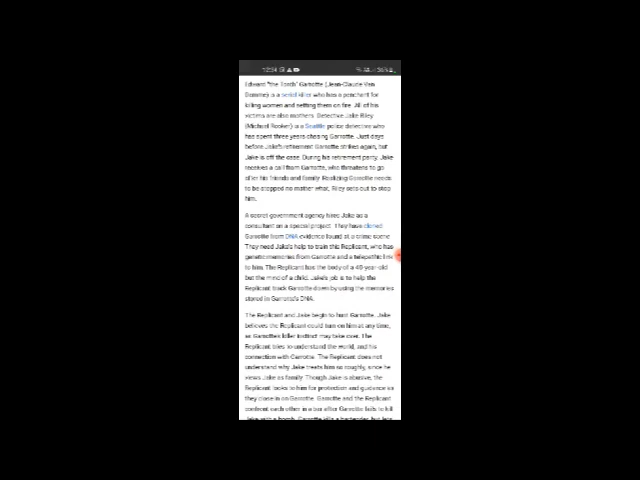 12:54
Edward "the Torch" Garrotte (Jean-Claude Van
Damme) is a serial killer who has a penchant for
killing women and setting them on fire. All of his
victims are also mothers. Detective Jake Riley
(Michael Rooker) is a Seattle police detective who
has spent three years chasing Garrotte. Just days
before Jake's retirement Garrotte strikes again, but
Jake is off the case. During his retirement party, Jake
receives a call from Garrotte, who threatens to go
after his friends and family. Realizing Garrotte needs
to be stopped no matter what, Riley sets out to stop
him.
A secret government agency hires Jake as a
consultant on a special project. They have cloned
Garrotte from DNA evidence found at a crime scene.
They need Jake's help to train this Replicant, who has
genetic memories from Garrotte and a telepathic link
to him. The Replicant has the body of a 40-year-old
but the mind of a child. Jake's job is to help the
Replicant track Garrotte down by using the memories
stored in Garrotte's DNA.
The Replicant and Jake begin to hunt Garrotte. Jake
believes the Replicant could turn on him at any time,
as Garrotte's killer instinct may take over. The
Replicant tries to understand the world, and his
connection with Garrotte. The Replicant does not
understand why Jake treats him so roughly, since he
views Jake as family. Though Jake is abusive, the
Replicant looks to him for protection and guidance as
they close in on Garrotte. Garrotte and the Replicant
confront each other in a bar after Garrotte fails to kill
Jake with a bomb. Garrotte kills a bartender, but lets